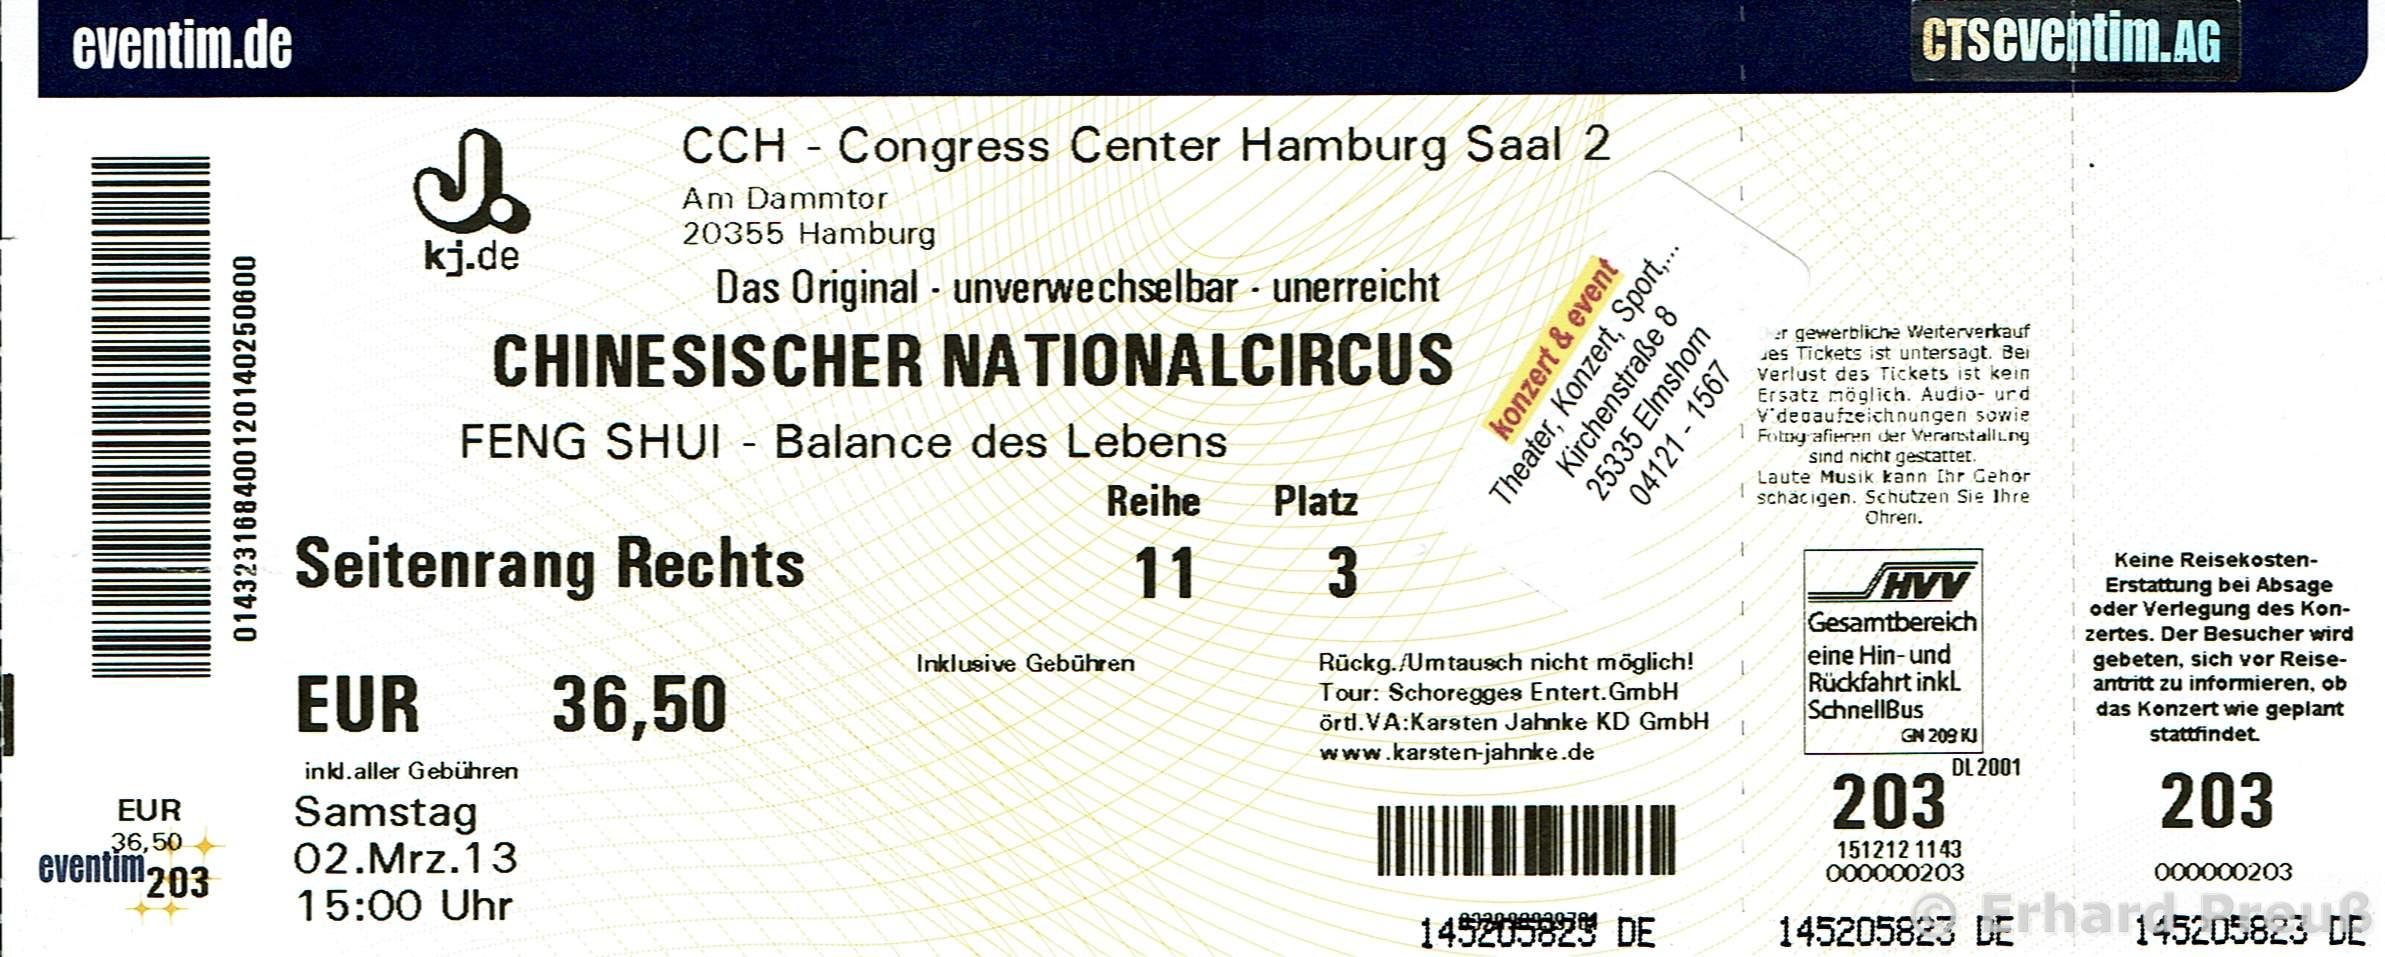 eventim.de
CTSeventim.AG
kj.de
CCH - Congress Center Hamburg Saal 2
Am Dammtor
20355 Hamburg
Das Original - unverwechselbar - unerreicht
CHINESISCHER NATIONALCIRCUS
FENG SHUI - Balance des Lebens
Reihe Platz
Seitenrang Rechts 11 3
EUR 36,50
Inklusive Gebühren
inkl.aller Gebühren
Samstag
02.Mrz.13
15:00 Uhr
Rückg./Umtausch nicht möglich!
Tour: Schoregges Entert.GmbH
örtl.VA:Karsten Jahnke KD GmbH
www.karsten-jahnke.de
145205823 DE
konzert & event
Theater, Konzert, Sport,...
Kirchenstraße 8
25335 Elmshorn
04121 - 1567
014323168400120140250600
EUR
36,50
eventim
203
gewerbliche Weiterverkauf
des Tickets ist untersagt. Bei
Verlust des Tickets ist kein
Ersatz möglich. Audio- und
Videoaufzeichnungen sowie
Fotografieren der Veranstaltung
sind nicht gestattet.
Laute Musik kann Ihr Gehör
schädigen. Schützen Sie Ihre
Ohren.
HVV
Gesamtbereich
eine Hin- und
Rückfahrt inkl.
SchnellBus
GN 209 KJ
DL2001
203
151212 1143
000000203
145205823 DE
Keine Reisekosten-
Erstattung bei Absage
oder Verlegung des Kon-
zertes. Der Besucher wird
gebeten, sich vor Reise-
antritt zu informieren, ob
das Konzert wie geplant
stattfindet.
203
000000203
145205823 DE
© Erhard Preuß